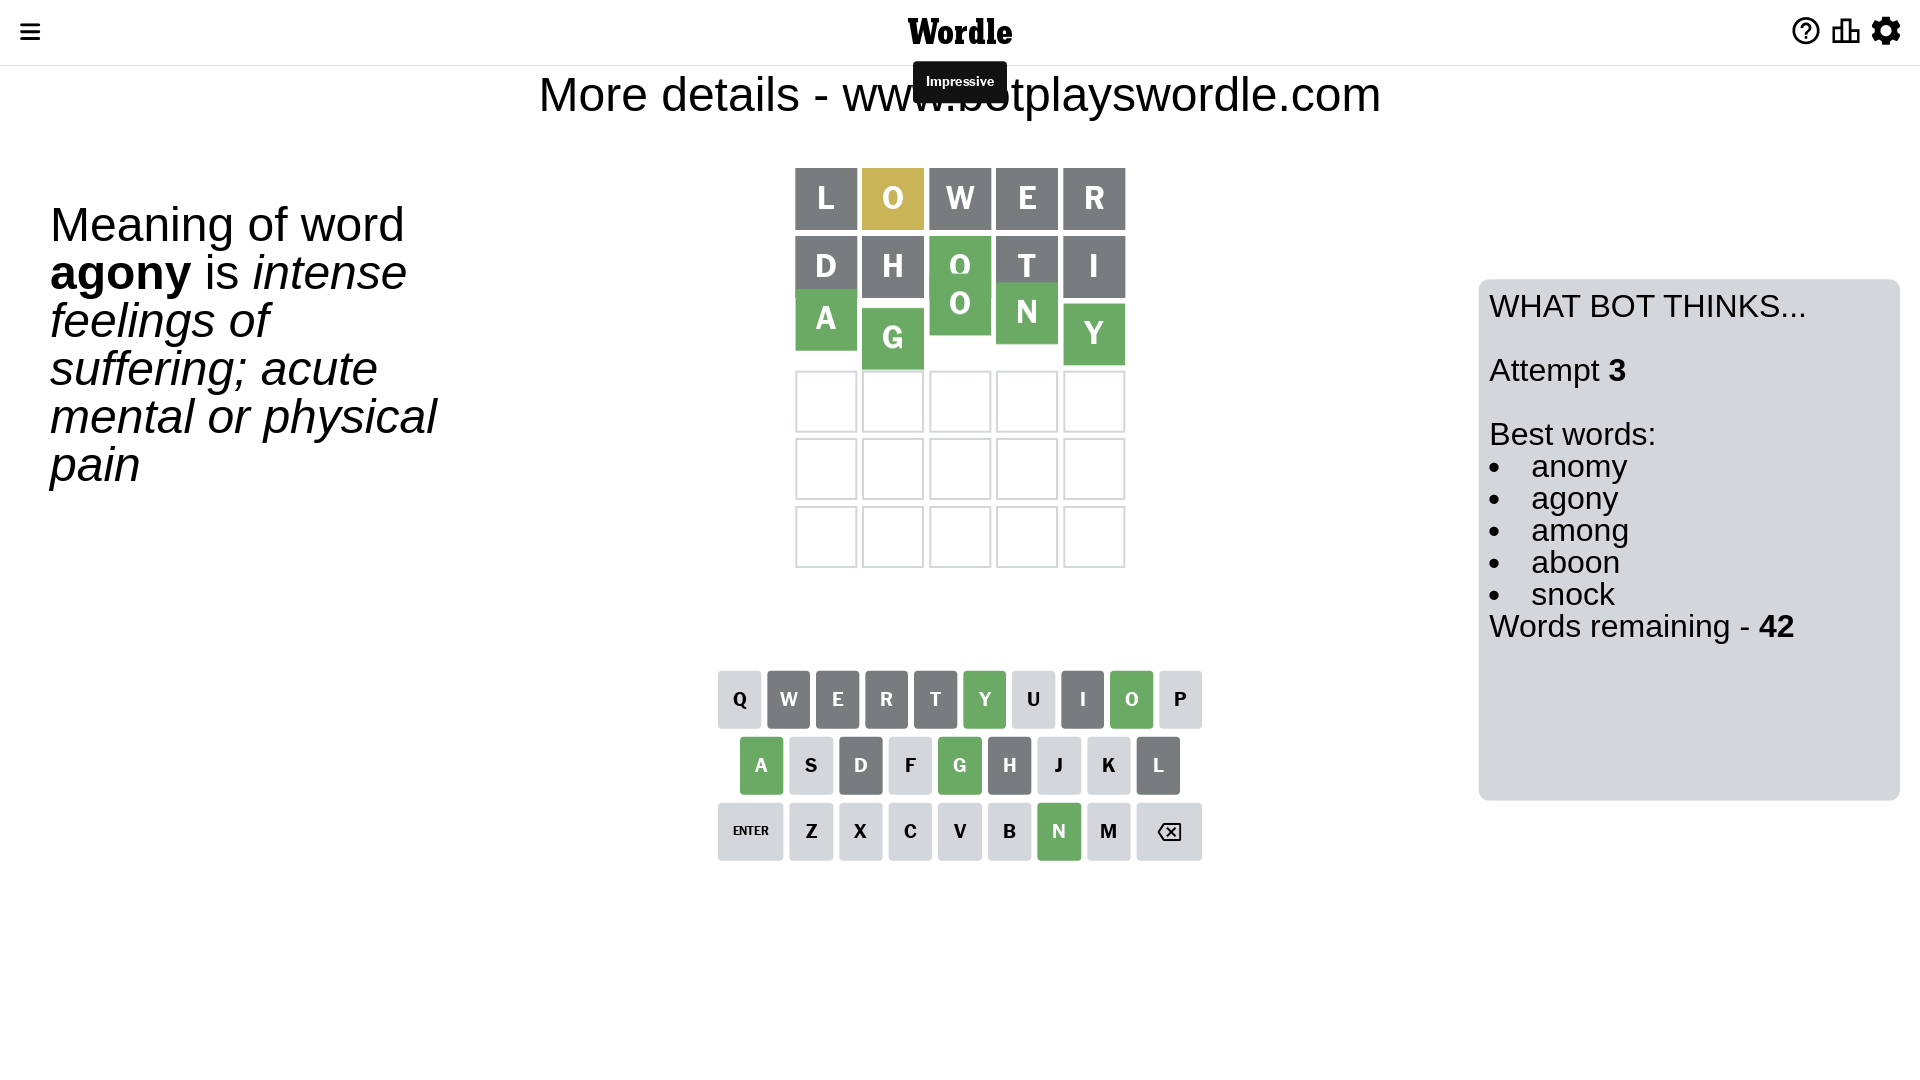 Wordle
Impressive
More details - www.botplayswordle.com
Meaning of word
agony is intense
feelings of
suffering; acute
mental or physical
pain
L O W E R
D H O T I
A G O N Y
WHAT BOT THINKS...
Attempt 3
Best words:
• anomy
• agony
• among
• aboon
• snock
Words remaining - 42
Q W E R T Y U I O P
A S D F G H J K L
ENTER Z X C V B N M